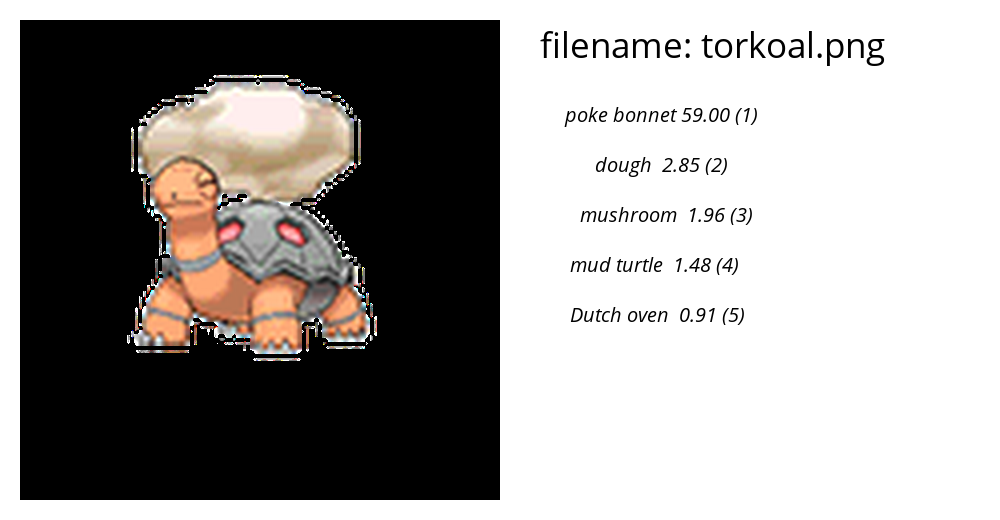 filename: torkoal.png
poke bonnet 59.00 (1)
dough 2.85 (2)
mushroom 1.96 (3)
mud turtle 1.48 (4)
Dutch oven 0.91 (5)